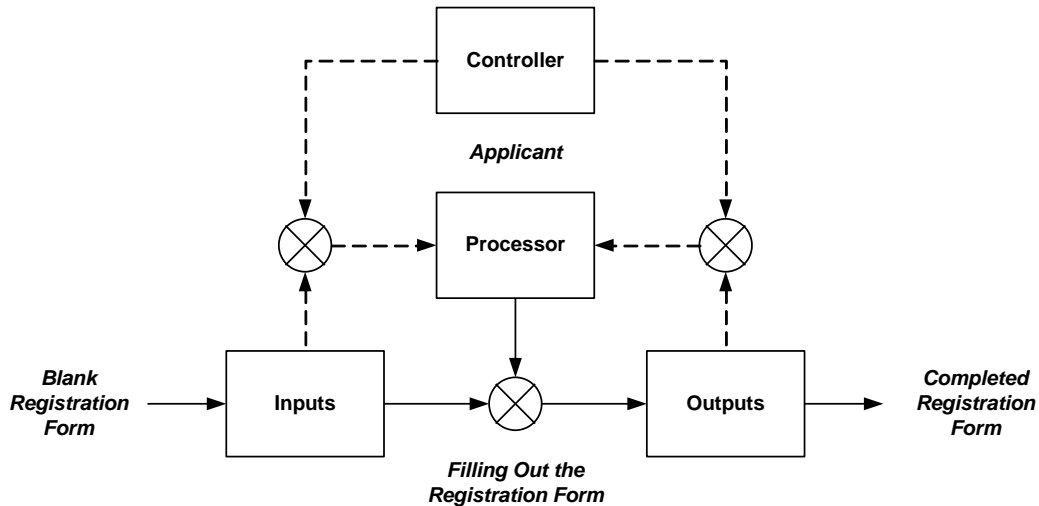 Controller
Applicant
Processor
Blank
Registration
Form
Inputs
Outputs
Completed
Registration
Form
Filling Out the
Registration Form